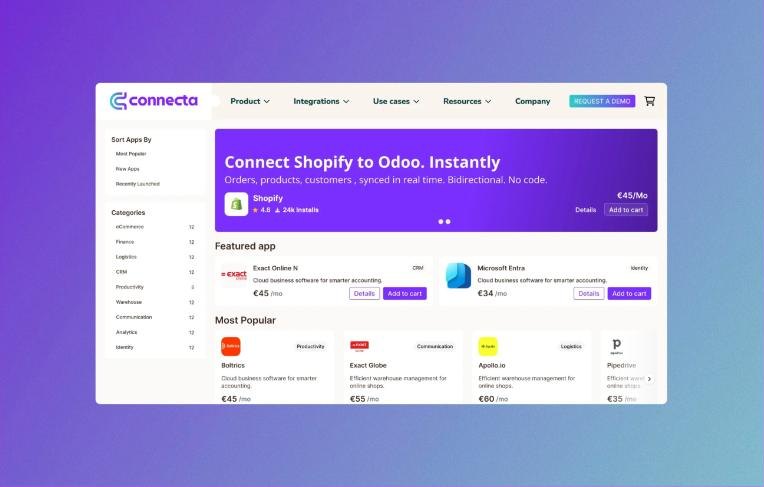 connecta
Product
Integrations
Use cases
Resources
Company
REQUEST A DEMO
Sort Apps By
Most Popular
New Apps
Recently Launched
Categories
eCommerce 12
Finance 12
Logistics 12
CRM 12
Productivity
Warehouse 12
Communication 12
Analytics 12
Identity 12
Connect Shopify to Odoo. Instantly
Orders, products, customers , synced in real time. Bidirectional. No code.
Shopify
4.8 24k Installs
€45/Mo
Details
Add to cart
Featured app
exact
Exact Online N
CRM
Cloud business software for smarter accounting.
€45 /mo
Details
Add to cart
Microsoft Entra
Identity
Cloud business software for smarter accounting.
€34 /mo
Details
Add to cart
Most Popular
Boltrics
Productivity
Boltrics
Cloud business software for smarter
accounting.
€45 /mo
exact
Communication
Exact Globe
Efficient warehouse management for
online shops.
€55 /mo
Apollo
Logistics
Apollo.io
Efficient warehouse management for
online shops.
€60 /mo
p
pipedrive
Pipedrive
Efficient ware
online shops.
€35 /mo